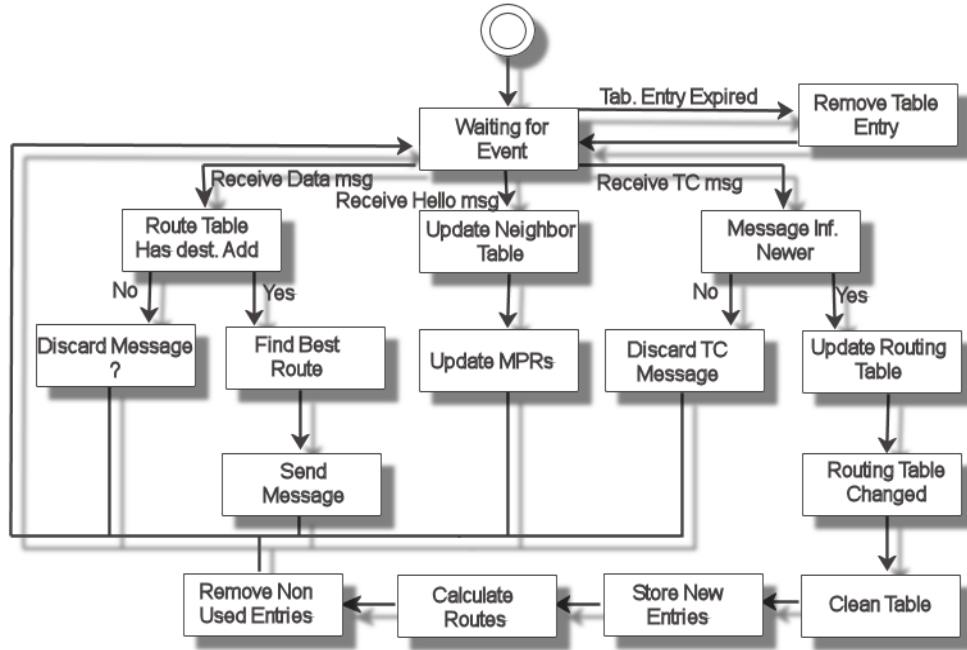 Tab. Entry Expired
Remove Table
Entry
Waiting for
Event
Receive Data msg
Receive Hello msg
Receive TC msg
Route Table
Has dest. Add
Update Neighbor
Table
Message Inf.
Newer
No
Yes
No
Yes
Discard Message
?
Find Best
Route
Update MPRs
Discard TC
Message
Update Routing
Table
Send
Message
Routing Table
Changed
Remove Non
Used Entries
Calculate
Routes
Store New
Entries
Clean Table